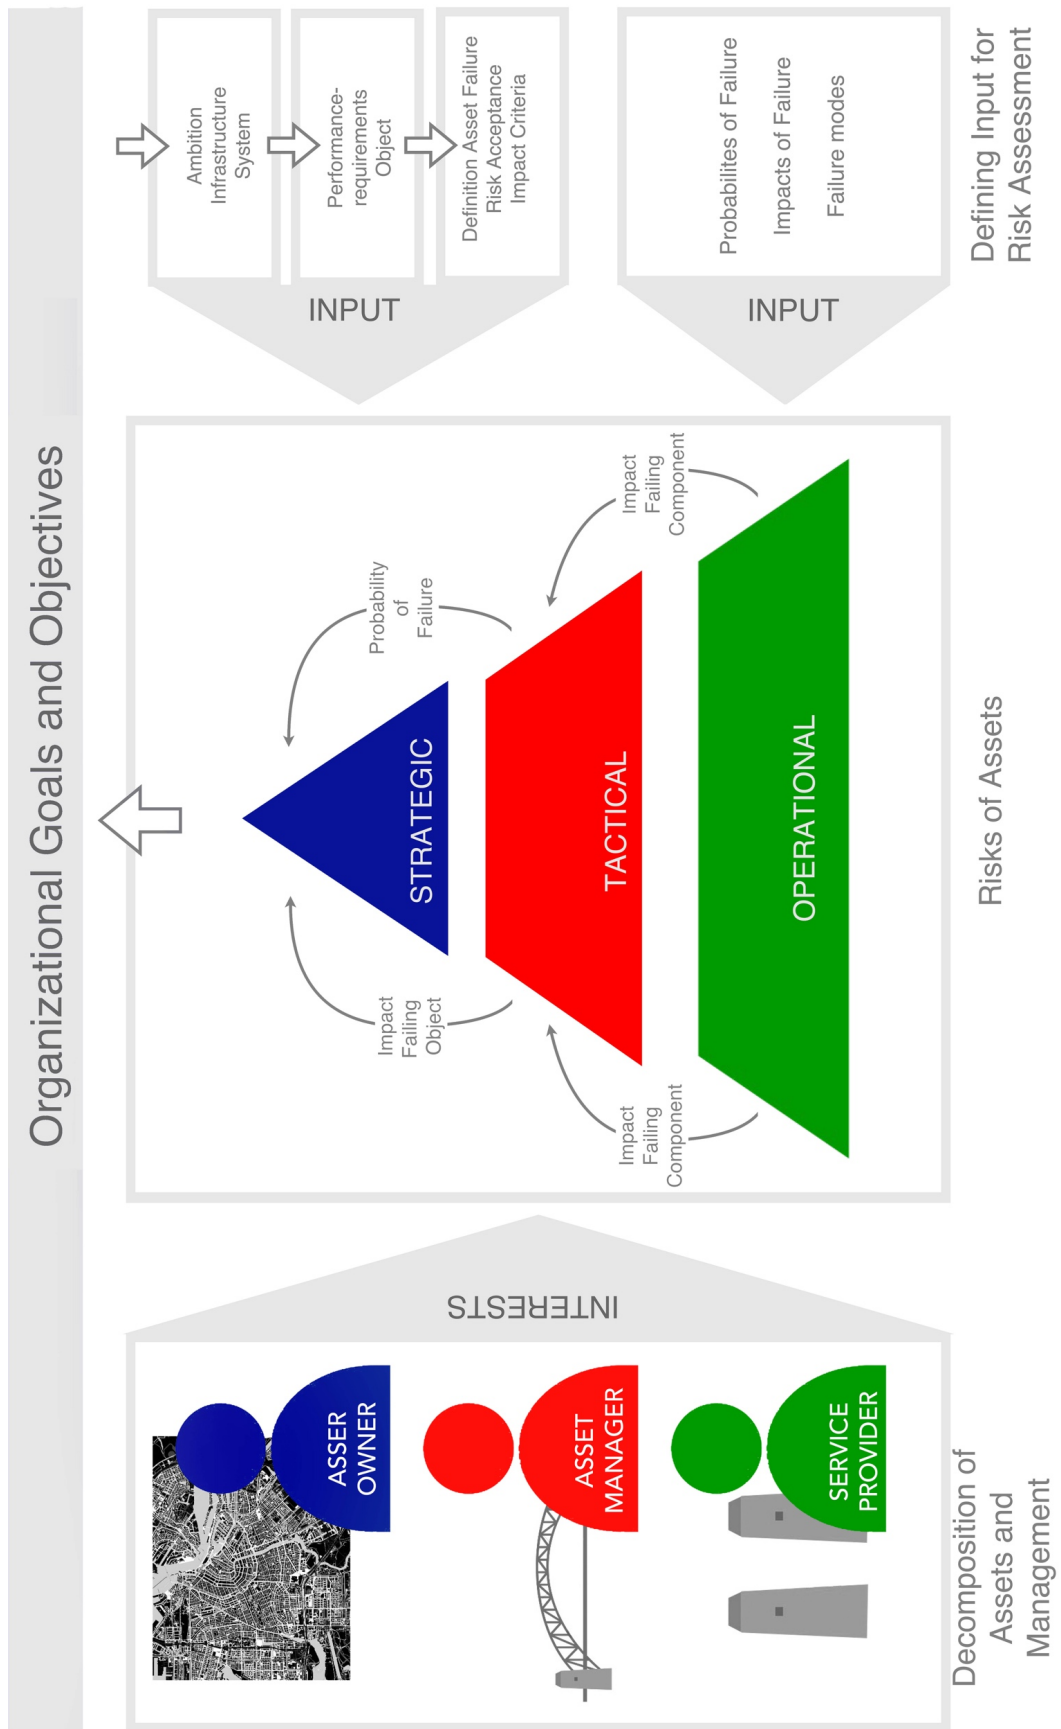 Organizational Goals and Objectives
ASSER
OWNER
ASSET
MANAGER
SERVICE
PROVIDER
Decomposition of
Assets and
Management
INTERESTS
Impact
Failing
Object
Probability
of
Failure
Impact
Failing
Component
Impact
Failing
Component
STRATEGIC
TACTICAL
OPERATIONAL
Risks of Assets
INPUT
Ambition
Infrastructure
System
Performance-
requirements
Object
Definition Asset Failure
Risk Acceptance
Impact Criteria
INPUT
Probabilites of Failure
Impacts of Failure
Failure modes
Defining Input for
Risk Assessment